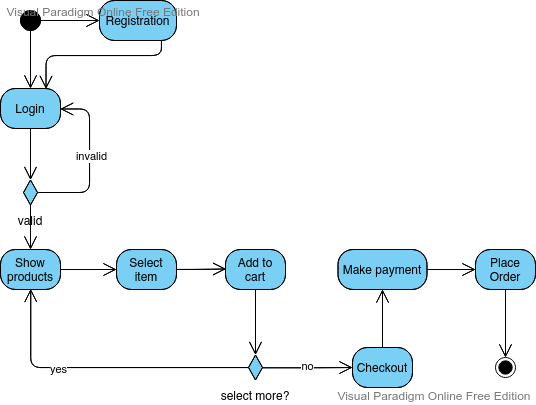 Visual Paradigm Online Free Edition
Registration
Login
invalid
valid
Show
products
Select
item
Add to
cart
Make payment
Place
Order
yes
no
Checkout
select more?
Visual Paradigm Online Free Edition